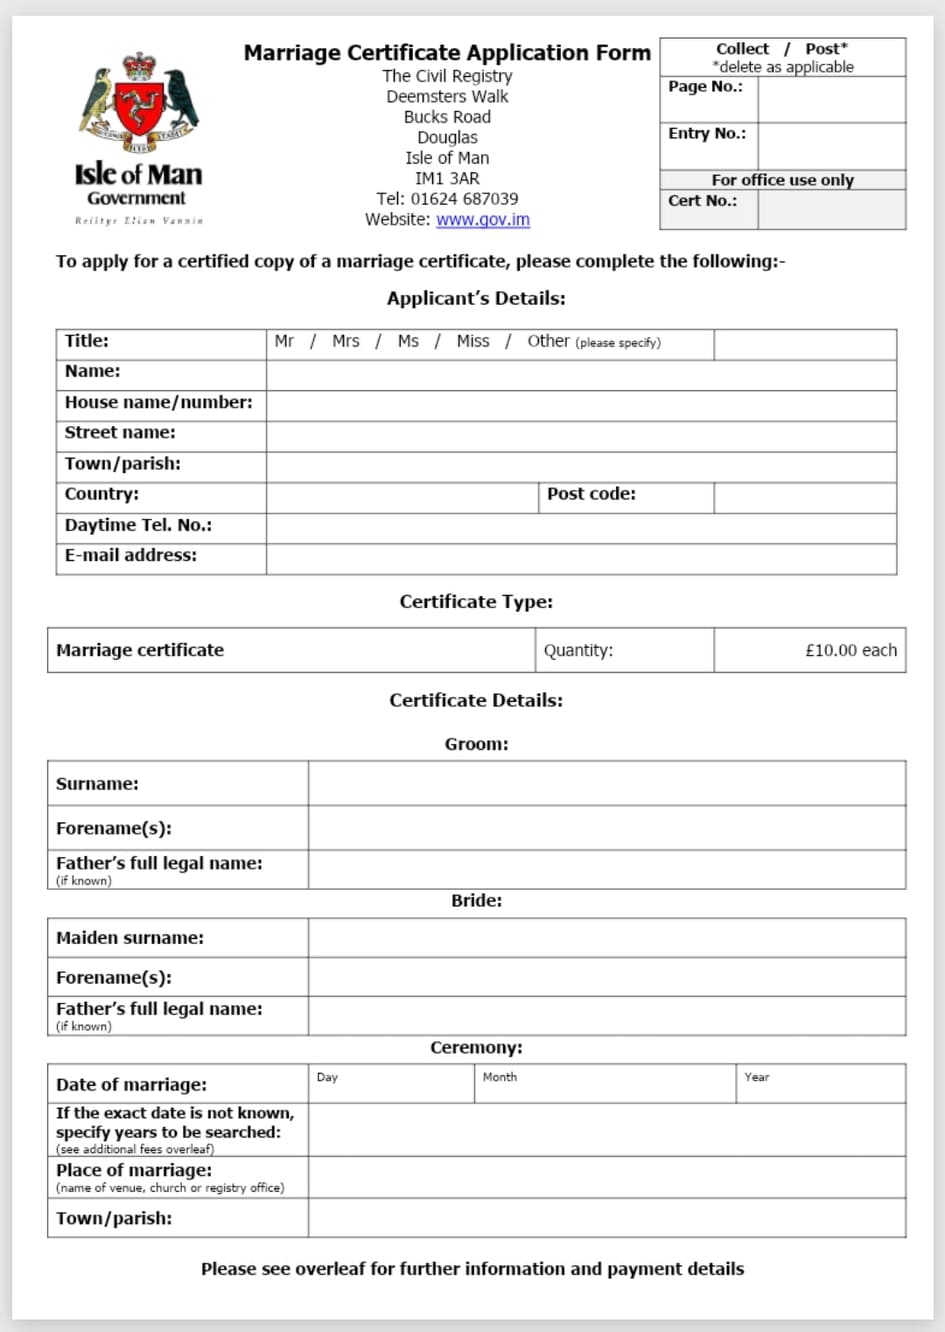 Isle of Man
Government
Reiltys Ellan Vannin
Marriage Certificate Application Form
The Civil Registry
Deemsters Walk
Bucks Road
Douglas
Isle of Man
IM1 3AR
Tel: 01624 687039
Website: www.gov.im
Collect / Post*
*delete as applicable
Page No.:
Entry No.:
For office use only
Cert No.:
To apply for a certified copy of a marriage certificate, please complete the following:-
Applicant’s Details:
Title: Mr / Mrs / Ms / Miss / Other (please specify)
Name:
House name/number:
Street name:
Town/parish:
Country: Post code:
Daytime Tel. No.:
E-mail address:
Certificate Type:
Marriage certificate Quantity: £10.00 each
Certificate Details:
Groom:
Surname:
Forename(s):
Father’s full legal name:
(if known)
Bride:
Maiden surname:
Forename(s):
Father’s full legal name:
(if known)
Ceremony:
Date of marriage: Day Month Year
If the exact date is not known,
specify years to be searched:
(see additional fees overleaf)
Place of marriage:
(name of venue, church or registry office)
Town/parish:
Please see overleaf for further information and payment details